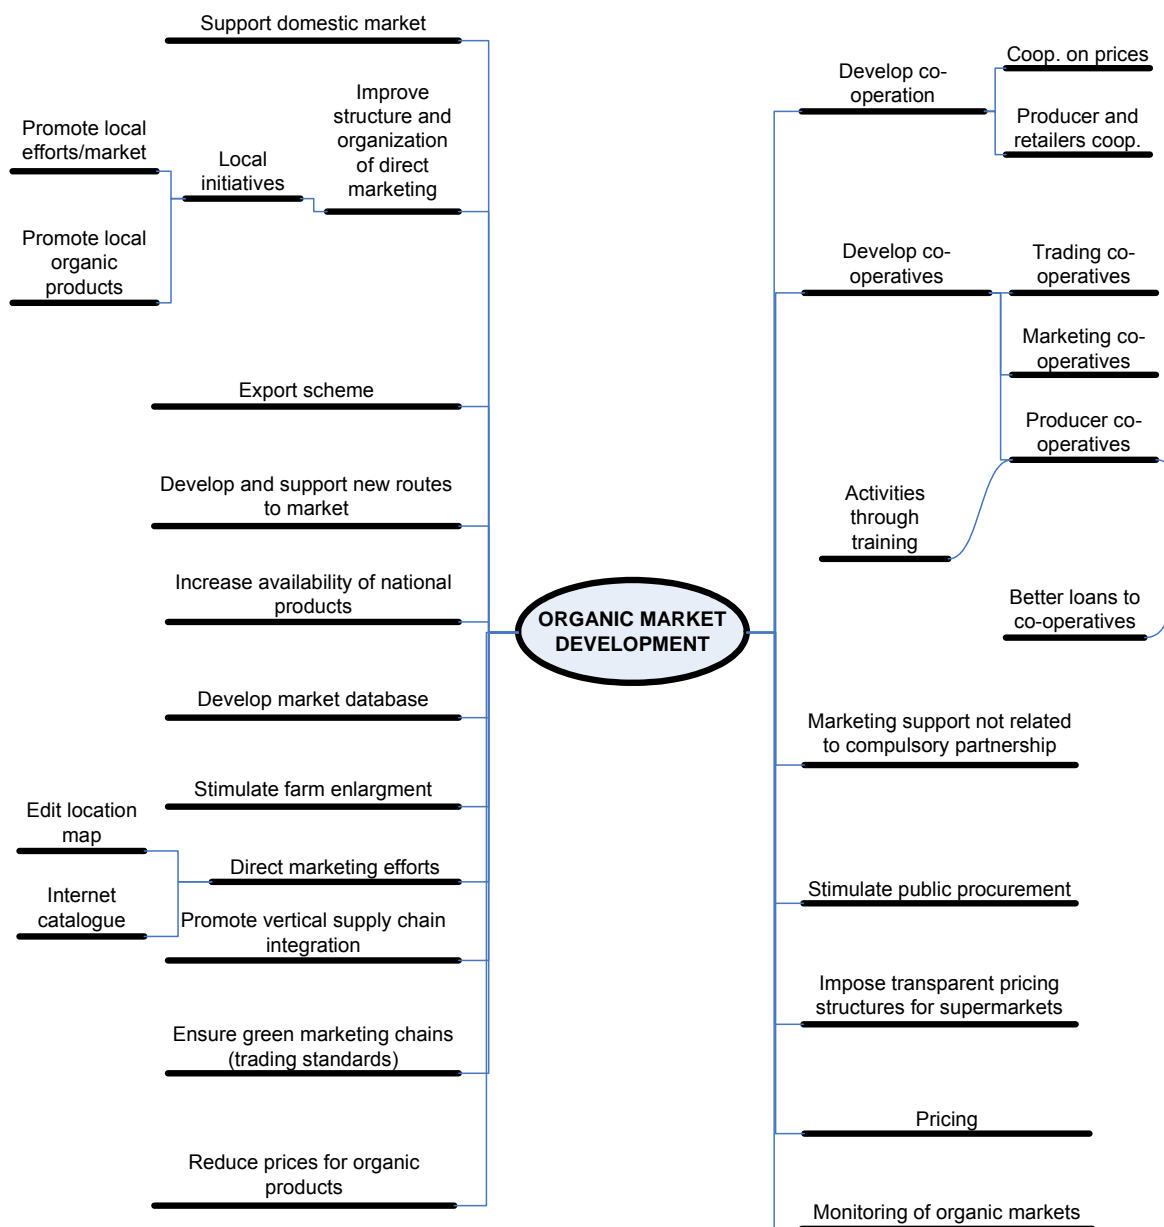 Support domestic market
Improve
structure and
organization
of direct
marketing
Local
initiatives
Promote local
efforts/market
Promote local
organic
products
Export scheme
Develop and support new routes
to market
Increase availability of national
products
Develop market database
Stimulate farm enlargment
Direct marketing efforts
Edit location
map
Internet
catalogue
Promote vertical supply chain
integration
Ensure green marketing chains
(trading standards)
Reduce prices for organic
products
ORGANIC MARKET
DEVELOPMENT
Develop co-
operation
Coop. on prices
Producer and
retailers coop.
Develop co-
operatives
Trading co-
operatives
Marketing co-
operatives
Producer co-
operatives
Activities
through
training
Better loans to
co-operatives
Marketing support not related
to compulsory partnership
Stimulate public procurement
Impose transparent pricing
structures for supermarkets
Pricing
Monitoring of organic markets